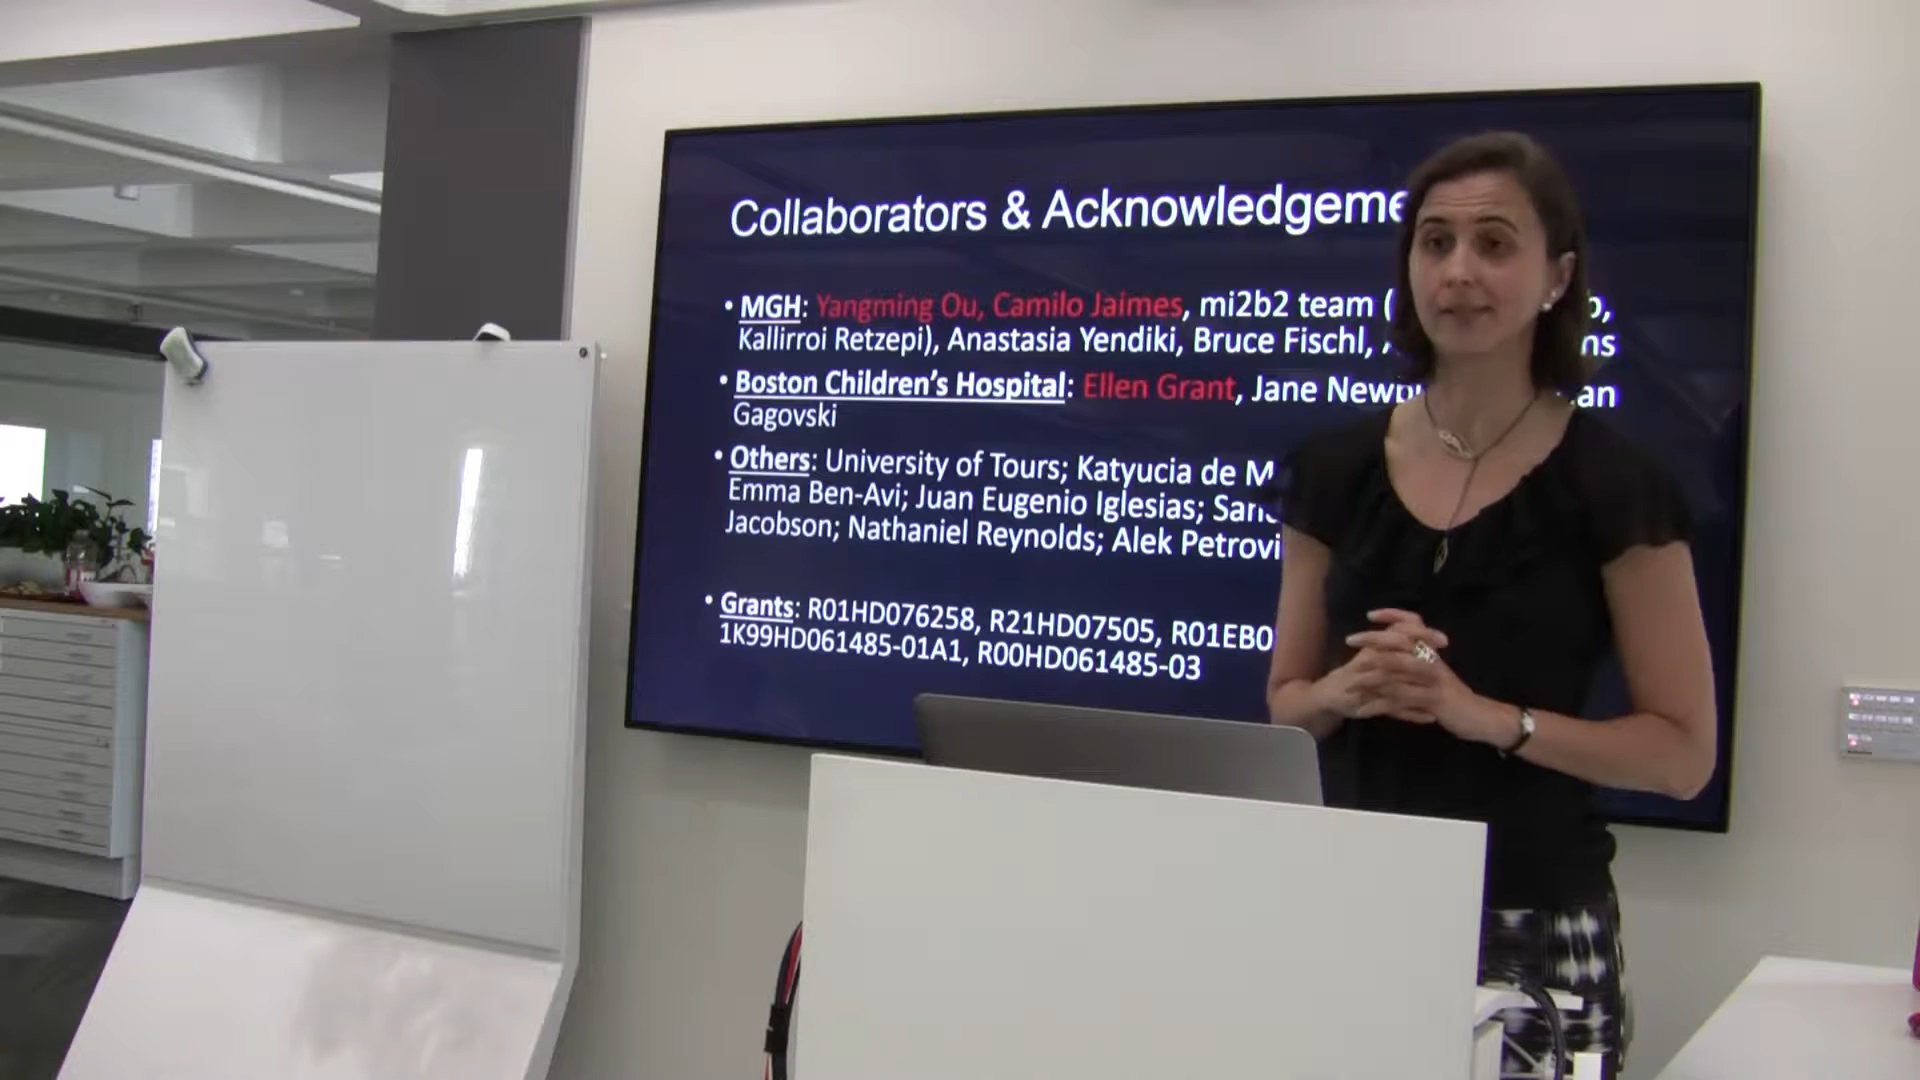 Collaborators & Acknowledgeme
• MGH: Yangming Ou, Camilo Jaimes, mi2b2 team (
Kallirroi Retzepi), Anastasia Yendiki, Bruce Fischl,
• Boston Children's Hospital: Ellen Grant, Jane
Gagovski
• Others: University of Tours; Katyucia de M
Emma Ben-Avi; Juan Eugenio Iglesias;
Jacobson; Nathaniel Reynolds; Alek Petrovi
• Grants: R01HD076258, R21HD07505, R01EB0
1K99HD061485-01A1, R00HD061485-03